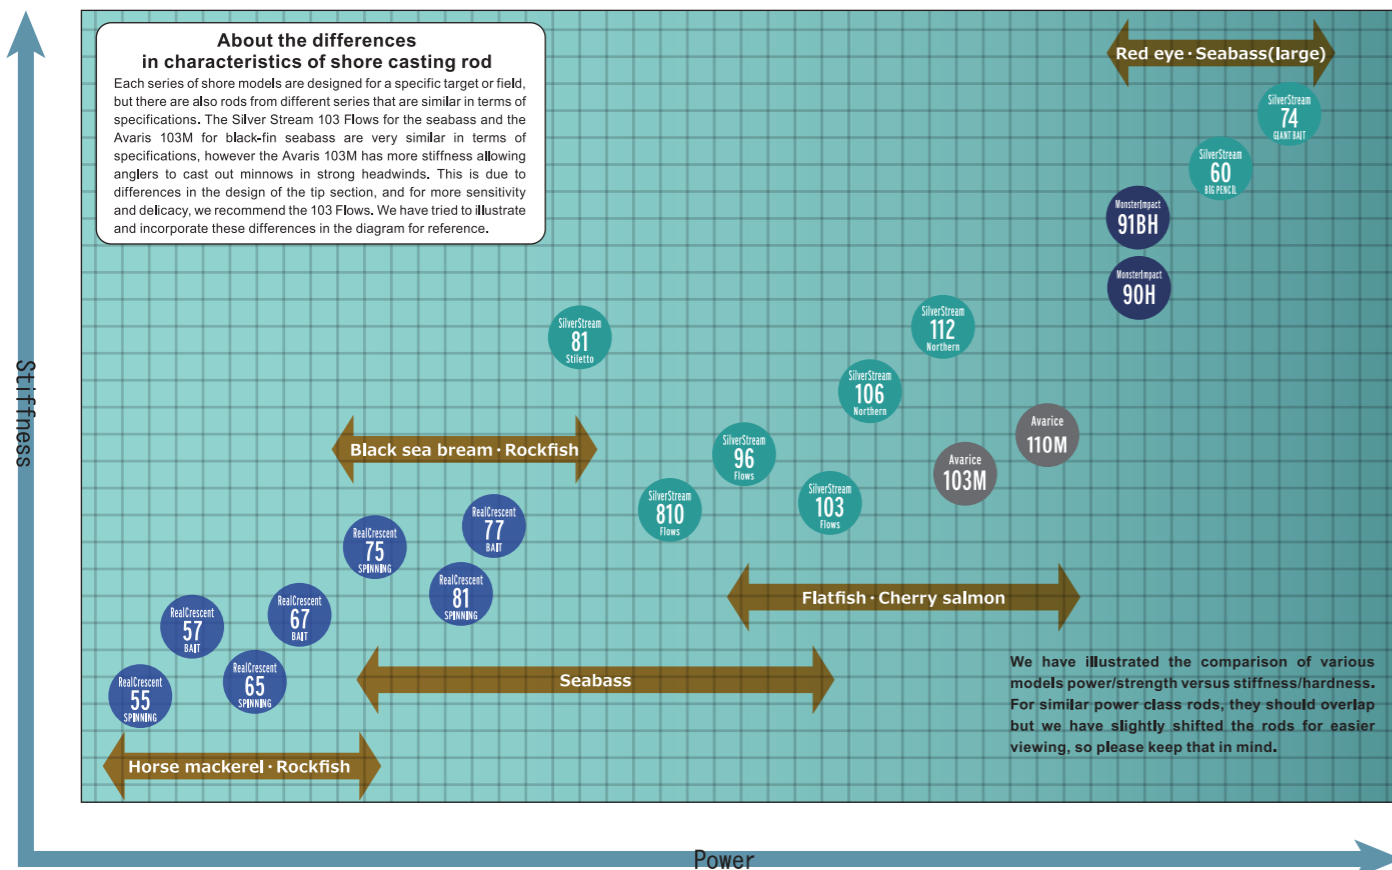 About the differences
in characteristics of shore casting rod
Each series of shore models are designed for a specific target or field,
but there are also rods from different series that are similar in terms of
specifications. The Silver Stream 103 Flows for the seabass and the
Avaris 103M for black-fin seabass are very similar in terms of
specifications, however the Avaris 103M has more stiffness allowing
anglers to cast out minnows in strong headwinds. This is due to
differences in the design of the tip section, and for more sensitivity
and delicacy, we recommend the 103 Flows. We have tried to illustrate
and incorporate these differences in the diagram for reference.
Red eye・Seabass(large)
SilverStream
74
GIANT BAIT
SilverStream
60
BIG PENCIL
MonsterImpact
91BH
MonsterImpact
90H
SilverStream
81
Stiletto
SilverStream
112
Northern
SilverStream
106
Northern
Stiffness
Black sea bream・Rockfish
SilverStream
96
Flows
Avarice
110M
Avarice
103M
SilverStream
810
Flows
SilverStream
103
Flows
RealCrescent
77
BAIT
RealCrescent
75
SPINNING
RealCrescent
81
SPINNING
Flatfish・Cherry salmon
RealCrescent
67
BAIT
RealCrescent
57
BAIT
RealCrescent
65
SPINNING
RealCrescent
55
SPINNING
Seabass
We have illustrated the comparison of various
models power/strength versus stiffness/hardness.
For similar power class rods, they should overlap
but we have slightly shifted the rods for easier
viewing, so please keep that in mind.
Horse mackerel・Rockfish
Power